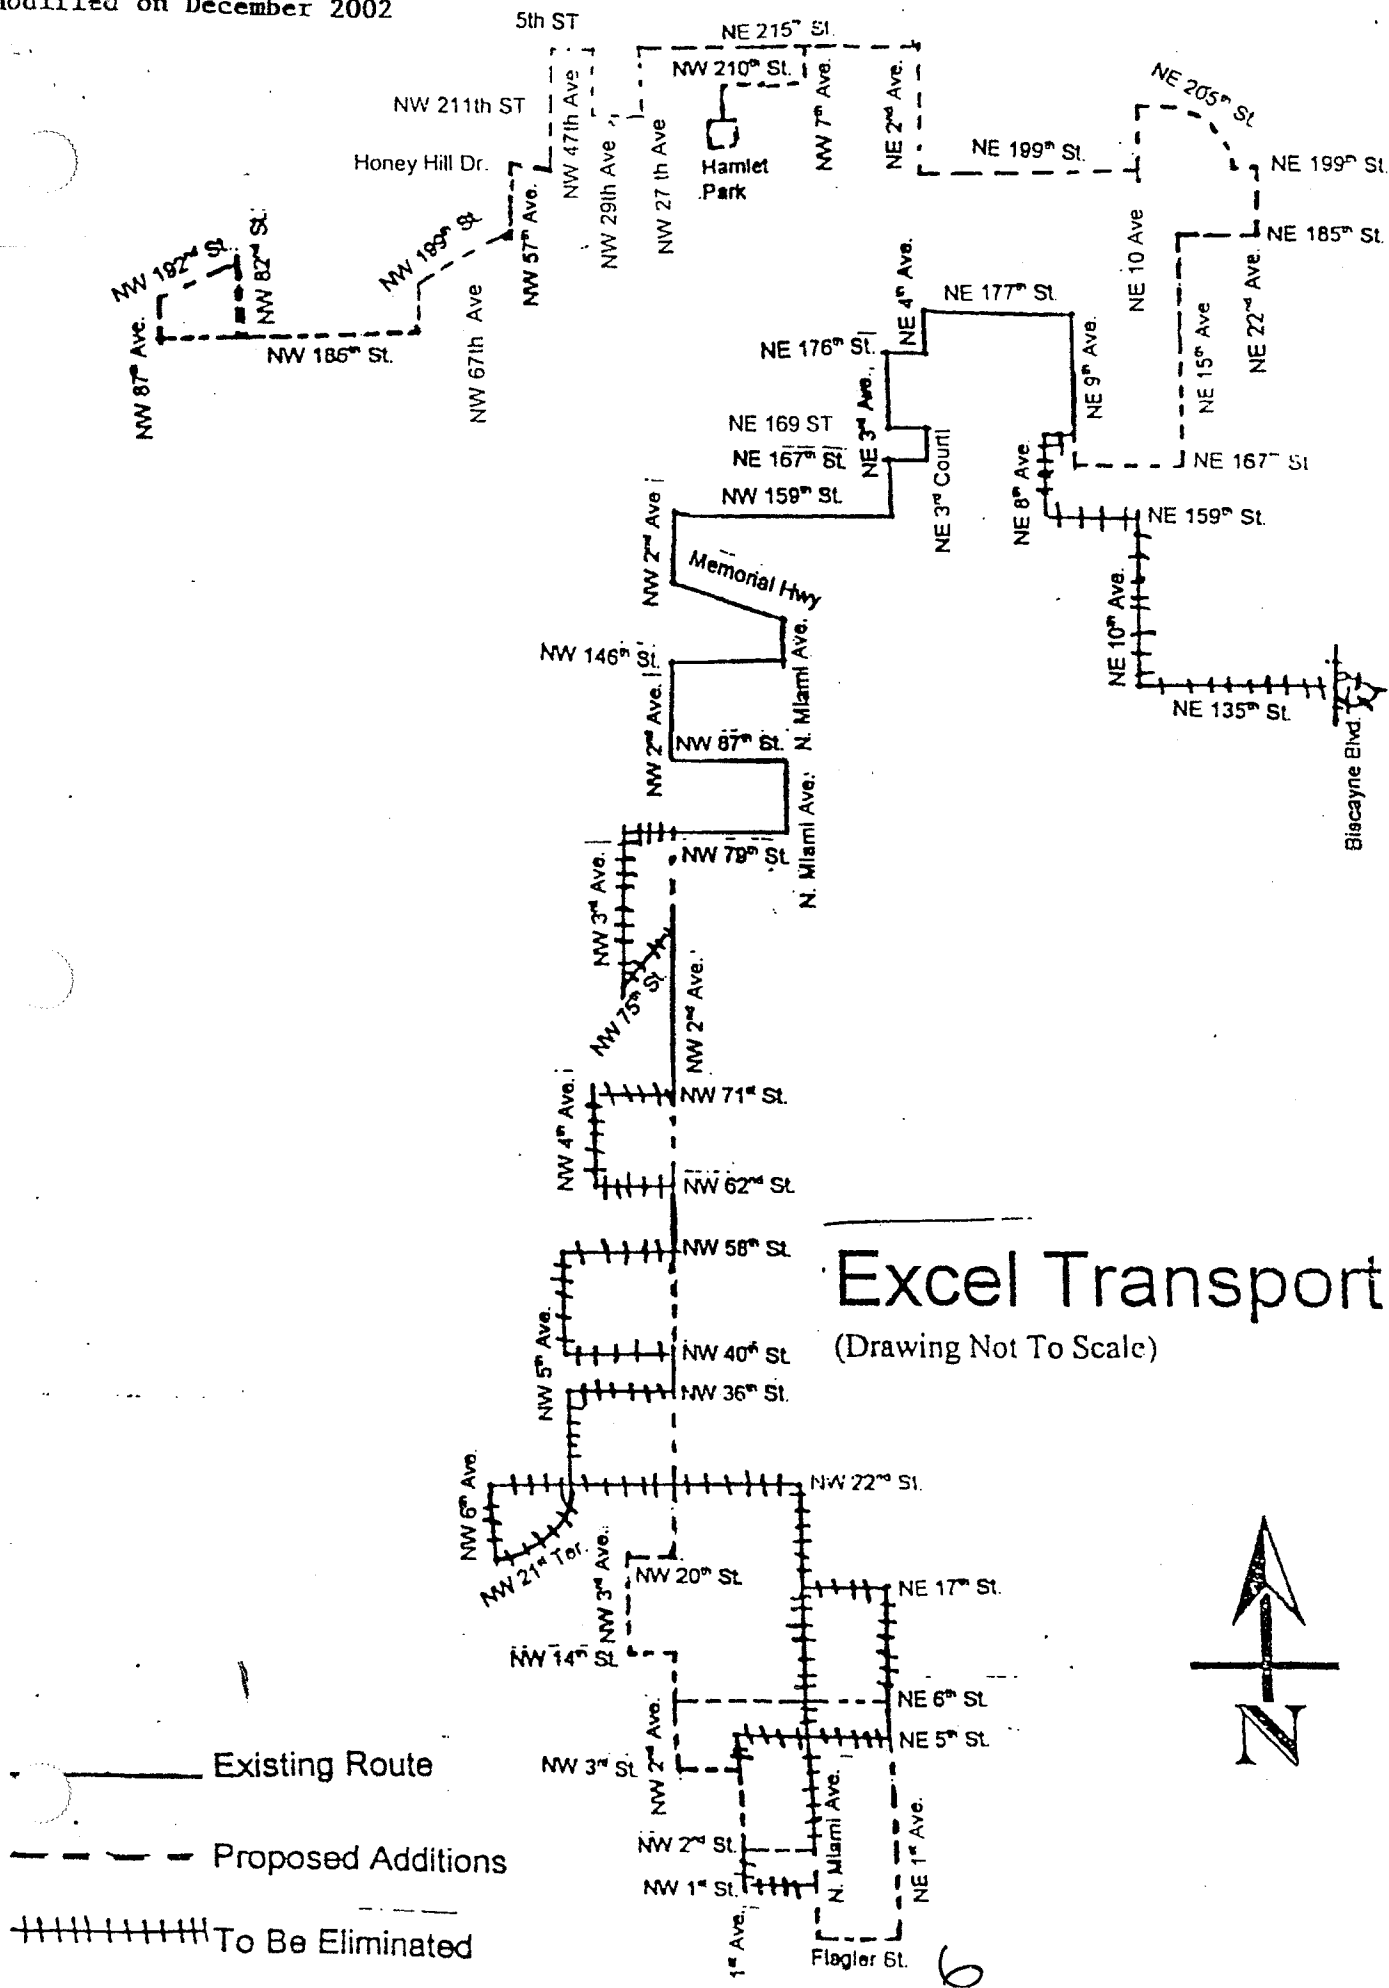 on December 2002
5th ST
NE 215th St.
NW 210th St.
NW 211th ST
NW 47th Ave
NW 29th Ave
NW 27 th Ave
Hamlet
Park
NW 7th Ave.
NE 2nd Ave.
NE 205th St
NE 199th St.
NE 199th St.
Honey Hill Dr.
NW 57th Ave.
NE 10 Ave
NE 185th St.
NE 22nd Ave.
NE 15th Ave
NW 192nd St.
NW 82nd St.
NW 199th St
NW 67th Ave
NW 87th Ave.
NW 186th St.
NE 4th Ave.
NE 177th St.
NE 176th St.
NE 3rd Ave.
NE 9th Ave.
NE 169 ST
NE 167th St
NE 3rd Court
NE 8th Ave.
NE 167th St
NW 159th St.
NE 159th St.
NW 2nd Ave
Memorial Hwy
NE 10th Ave.
NW 146th St.
N. Miami Ave.
NE 135th St.
Biscayne Blvd.
NW 2nd Ave.
NW 87th St.
N. Miami Ave.
NW 79th St.
NW 3rd Ave.
NW 75th St.
NW 2nd Ave.
NW 71st St.
NW 4th Ave.
NW 62nd St.
NW 58th St.
Excel Transport
(Drawing Not To Scale)
NW 5th Ave.
NW 40th St.
NW 36th St.
NW 22nd St.
NW 6th Ave.
NW 21st Ter.
NW 3rd Ave.
NW 20th St.
NE 17th St.
NW 14th St.
NE 6th St.
NE 5th St.
NW 2nd Ave.
NW 3rd St.
NW 2nd St.
N. Miami Ave.
NE 1st Ave.
NW 1st St.
1st Ave.
Flagler St.
N
Existing Route
Proposed Additions
To Be Eliminated
6